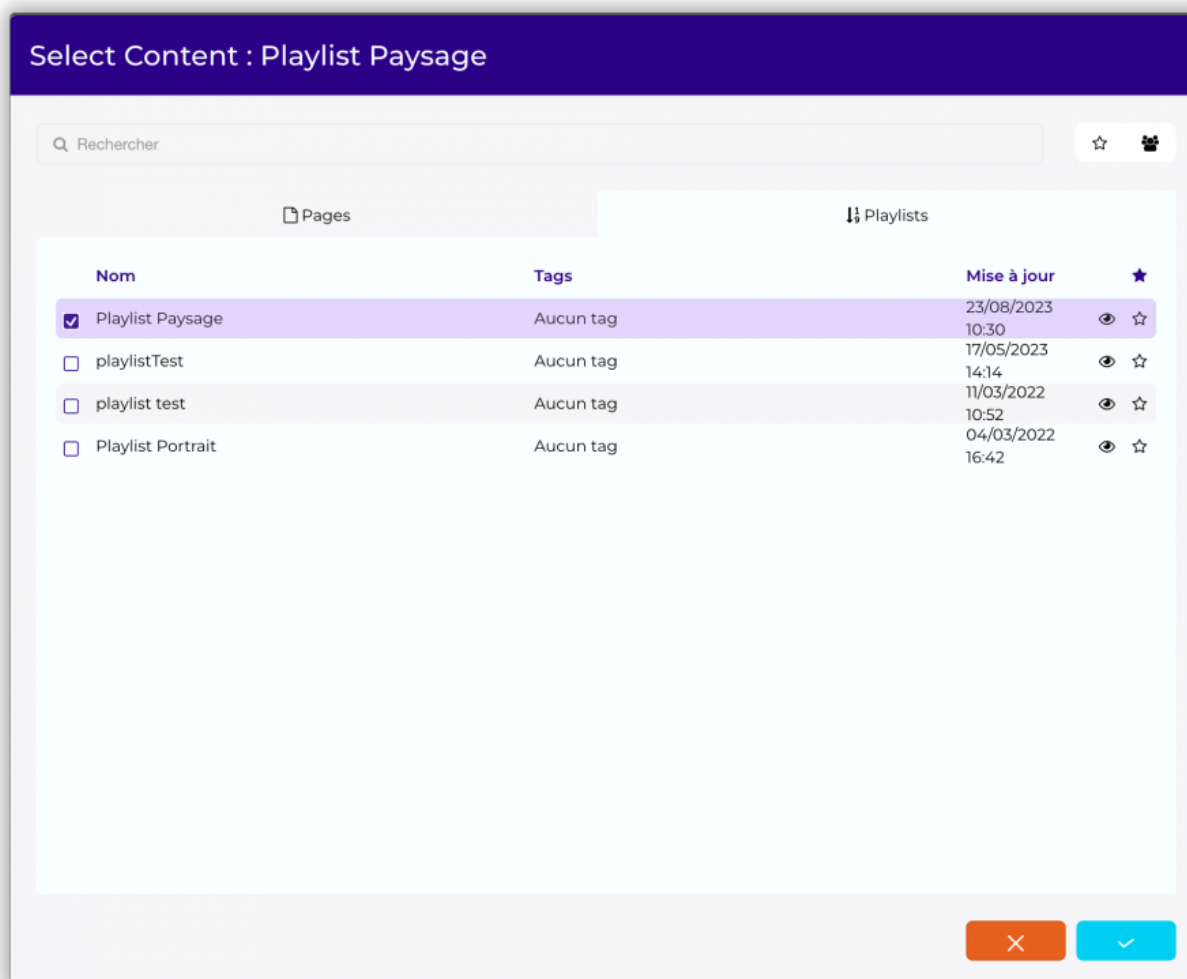 Select Content : Playlist Paysage
Rechercher
Pages
Playlists
Nom Tags Mise à jour
Playlist Paysage Aucun tag 23/08/2023
10:30
playlistTest Aucun tag 17/05/2023
14:14
playlist test Aucun tag 11/03/2022
10:52
Playlist Portrait Aucun tag 04/03/2022
16:42